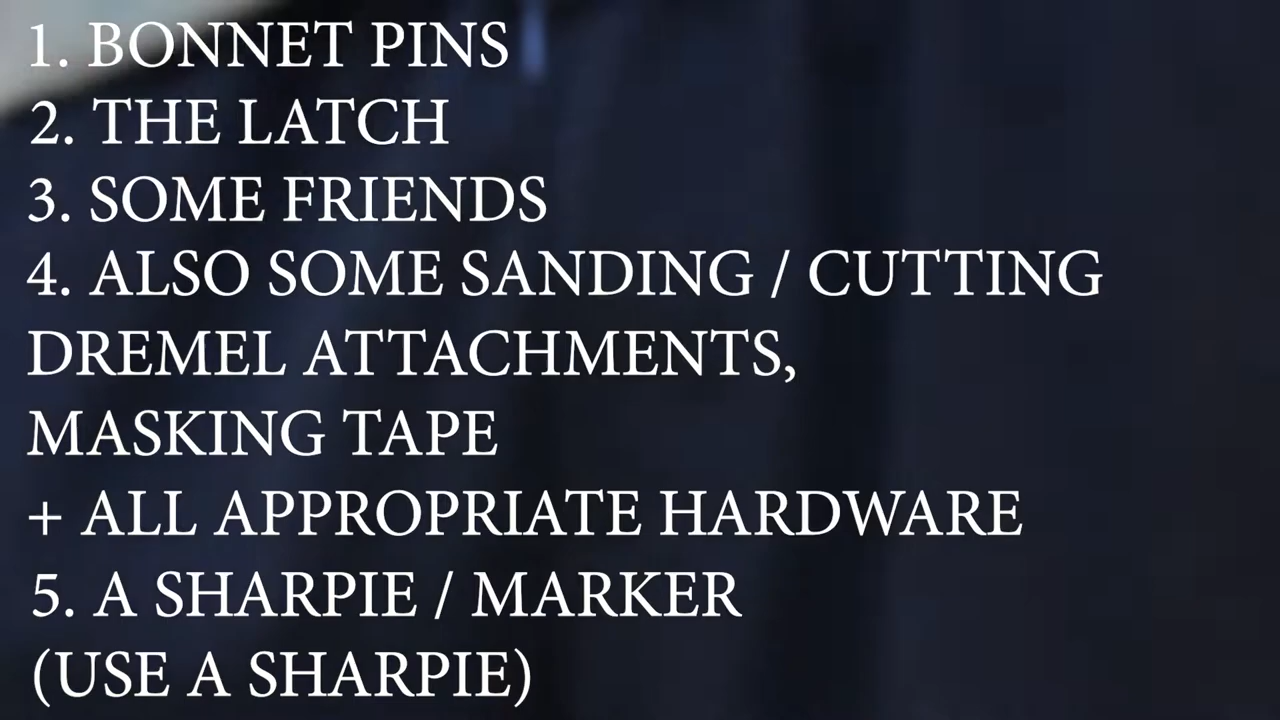 1. BONNET PINS
2. THE LATCH
3. SOME FRIENDS
4. ALSO SOME SANDING / CUTTING
DREMEL ATTACHMENTS,
MASKING TAPE
+ ALL APPROPRIATE HARDWARE
5. A SHARPIE / MARKER
(USE A SHARPIE)